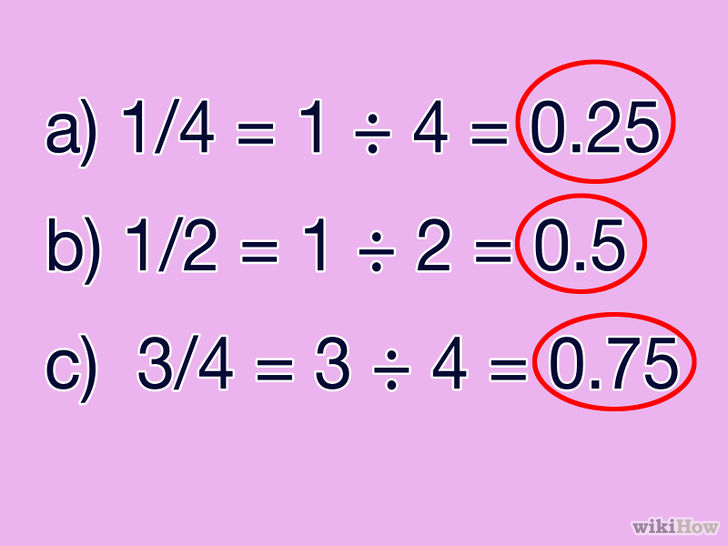 a) 1/4 = 1 ÷ 4 = 0.25
b) 1/2 = 1 ÷ 2 = 0.5
c) 3/4 = 3 ÷ 4 = 0.75
wikiHow